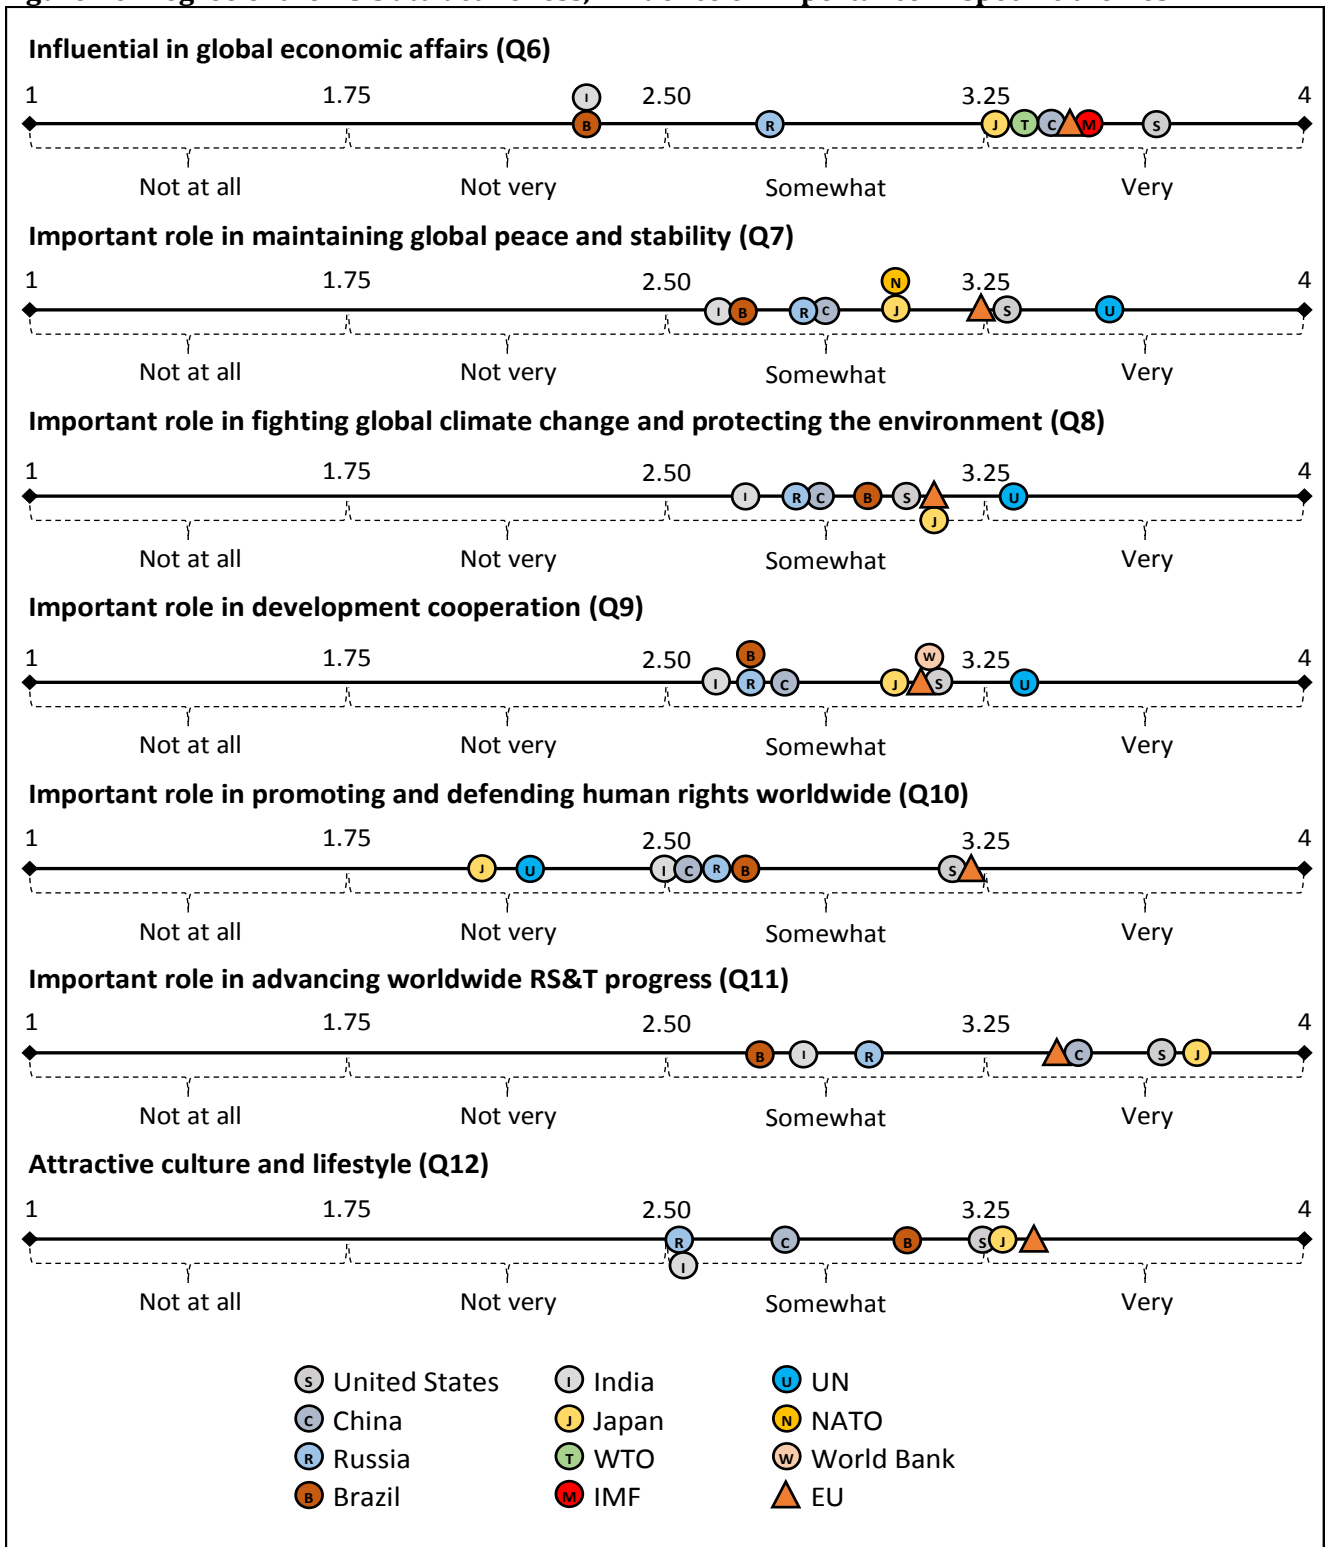 Influential in global economic affairs (Q6)
I
1 1.75 2.50 3.25 4
B R J T C M S
Not at all Not very Somewhat Very
Important role in maintaining global peace and stability (Q7)
1 1.75 2.50 N 3.25 4
I B R C J S U
Not at all Not very Somewhat Very
Important role in fighting global climate change and protecting the environment (Q8)
1 1.75 2.50 3.25 4
I R C B S U
J
Not at all Not very Somewhat Very
Important role in development cooperation (Q9)
1 1.75 2.50 B W 3.25 4
I R C J S U
Not at all Not very Somewhat Very
Important role in promoting and defending human rights worldwide (Q10)
1 1.75 2.50 3.25 4
J U I C R B S
Not at all Not very Somewhat Very
Important role in advancing worldwide RS&T progress (Q11)
1 1.75 2.50 3.25 4
B I R C S J
Not at all Not very Somewhat Very
Attractive culture and lifestyle (Q12)
1 1.75 2.50 3.25 4
R C B S J
I
Not at all Not very Somewhat Very
S United States I India U UN
C China J Japan N NATO
R Russia T WTO W World Bank
B Brazil M IMF EU